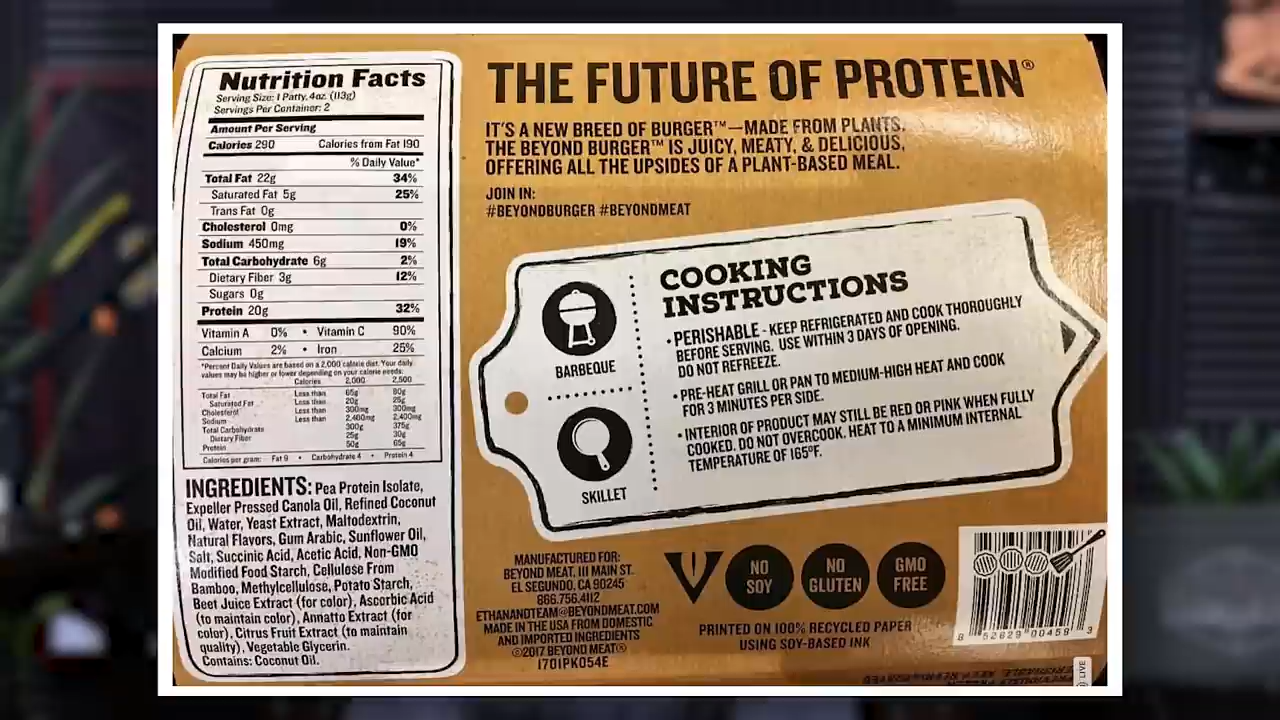 Nutrition Facts
Serving Size: 1 Patty, 4oz. (113g)
Servings Per Container: 2
Amount Per Serving
Calories 290 Calories from Fat 190
% Daily Value*
Total Fat 22g 34%
Saturated Fat 5g 25%
Trans Fat 0g
Cholesterol 0mg 0%
Sodium 450mg 19%
Total Carbohydrate 6g 2%
Dietary Fiber 3g 12%
Sugars 0g
Protein 20g 32%
Vitamin A 0% • Vitamin C 90%
Calcium 2% • Iron 25%
*Percent Daily Values are based on a 2,000 calorie diet. Your daily
values may be higher or lower depending on your calorie needs:
Calories 2,000 2,500
Total Fat Less than 65g 80g
Saturated Fat Less than 20g 25g
Cholesterol Less than 300mg 300mg
Sodium Less than 2,400mg 2,400mg
Total Carbohydrate 300g 375g
Dietary Fiber 25g 30g
Protein 50g 65g
Calories per gram: Fat 9 • Carbohydrate 4 • Protein 4
INGREDIENTS: Pea Protein Isolate,
Expeller Pressed Canola Oil, Refined Coconut
Oil, Water, Yeast Extract, Maltodextrin,
Natural Flavors, Gum Arabic, Sunflower Oil,
Salt, Succinic Acid, Acetic Acid, Non-GMO
Modified Food Starch, Cellulose From
Bamboo, Methylcellulose, Potato Starch,
Beet Juice Extract (for color), Ascorbic Acid
(to maintain color), Annatto Extract (for
color), Citrus Fruit Extract (to maintain
quality), Vegetable Glycerin.
Contains: Coconut Oil.
THE FUTURE OF PROTEIN®
IT'S A NEW BREED OF BURGER™—MADE FROM PLANTS.
THE BEYOND BURGER™ IS JUICY, MEATY, & DELICIOUS,
OFFERING ALL THE UPSIDES OF A PLANT-BASED MEAL.
JOIN IN:
#BEYONDBURGER #BEYONDMEAT
BARBEQUE
SKILLET
COOKING
INSTRUCTIONS
• PERISHABLE - KEEP REFRIGERATED AND COOK THOROUGHLY
BEFORE SERVING. USE WITHIN 3 DAYS OF OPENING.
DO NOT REFREEZE.
• PRE-HEAT GRILL OR PAN TO MEDIUM-HIGH HEAT AND COOK
FOR 3 MINUTES PER SIDE.
• INTERIOR OF PRODUCT MAY STILL BE RED OR PINK WHEN FULLY
COOKED. DO NOT OVERCOOK. HEAT TO A MINIMUM INTERNAL
TEMPERATURE OF 165°F.
MANUFACTURED FOR:
BEYOND MEAT, 111 MAIN ST.
EL SEGUNDO, CA 90245
866.756.4112
ETHANANDTEAM@BEYONDMEAT.COM
MADE IN THE USA FROM DOMESTIC
AND IMPORTED INGREDIENTS
©2017 BEYOND MEAT®
1701PK054E
V
NO
SOY
NO
GLUTEN
GMO
FREE
PRINTED ON 100% RECYCLED PAPER
USING SOY-BASED INK
8 52629 00458 3
LIVE